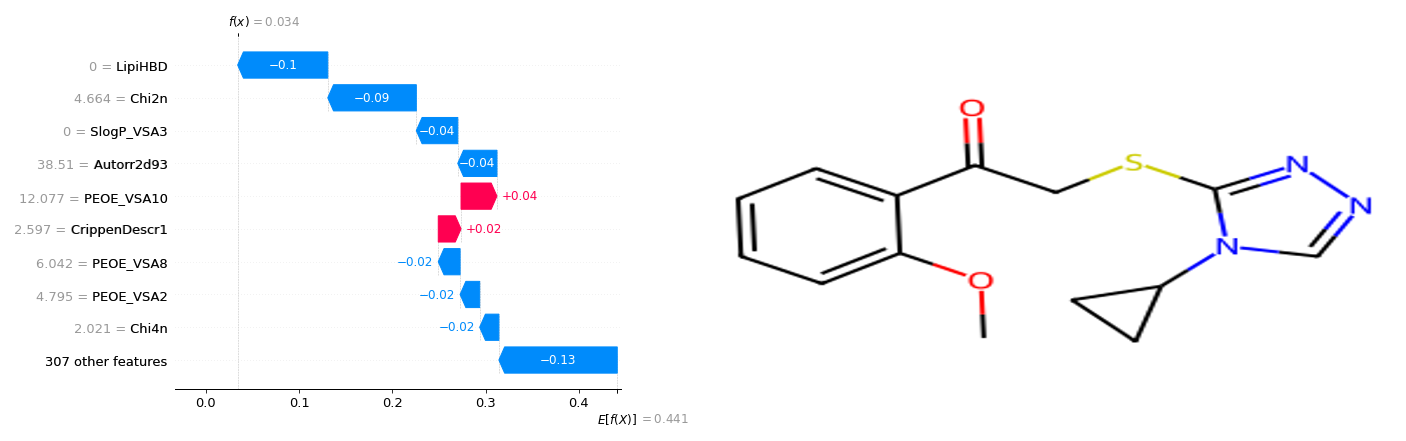 f(x) = 0.034
0 = LipiHBD
−0.1
4.664 = Chi2n
−0.09
0 = SlogP_VSA3
−0.04
38.51 = Autorr2d93
−0.04
12.077 = PEOE_VSA10
+0.04
2.597 = CrippenDescr1
+0.02
6.042 = PEOE_VSA8
−0.02
4.795 = PEOE_VSA2
−0.02
2.021 = Chi4n
−0.02
307 other features
−0.13
0.0 0.1 0.2 0.3 0.4
E[f(X)] = 0.441
O
S
N
N
N
O